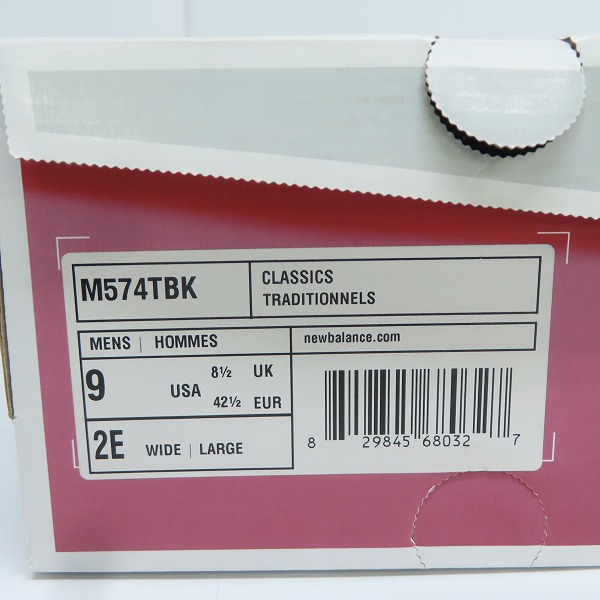 M574TBK
CLASSICS
TRADITIONNELS
MENS | HOMMES
newbalance.com
9 USA 8½ UK
42½ EUR
2E WIDE | LARGE
8 29845 68032 7